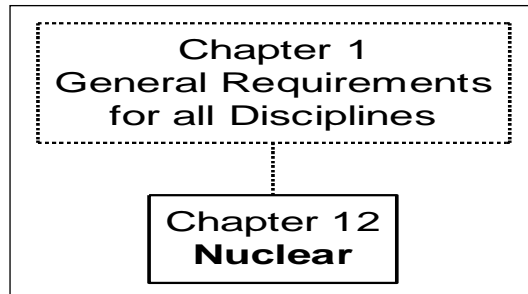 Chapter 1
General Requirements
for all Disciplines
Chapter 12
Nuclear